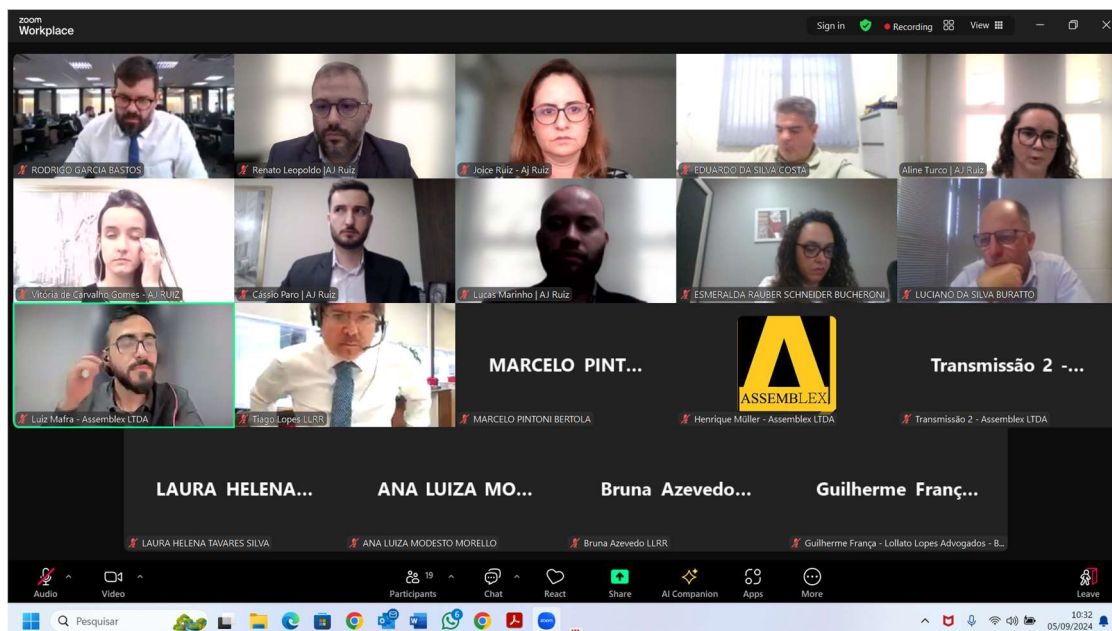 zoom
Workplace
Sign in
Recording
View
RODRIGO GARCIA BASTOS
Renato Leopoldo |AJ Ruiz
Joice Ruiz - Aj Ruiz
EDUARDO DA SILVA COSTA
Aline Turco | AJ Ruiz
Vitória de Carvalho Gomes - AJ RUIZ
Cássio Paro | AJ Ruiz
Lucas Marinho | AJ Ruiz
ESMERALDA RAUBER SCHNEIDER BUCHERONI
LUCIANO DA SILVA BURATTO
Luiz Mafra - Assemblex LTDA
Tiago Lopes LLRR
MARCELO PINT...
MARCELO PINTONI BERTOLA
ASSEMBLEX
Henrique Müller - Assemblex LTDA
Transmissão 2 -...
Transmissão 2 - Assemblex LTDA
LAURA HELENA...
LAURA HELENA TAVARES SILVA
ANA LUIZA MO...
ANA LUIZA MODESTO MORELLO
Bruna Azevedo...
Bruna Azevedo LLRR
Guilherme Franç...
Guilherme França - Lollato Lopes Advogados - B...
Audio
Video
19
Participants
Chat
React
Share
AI Companion
Apps
More
Leave
Pesquisar
6
10:32
05/09/2024